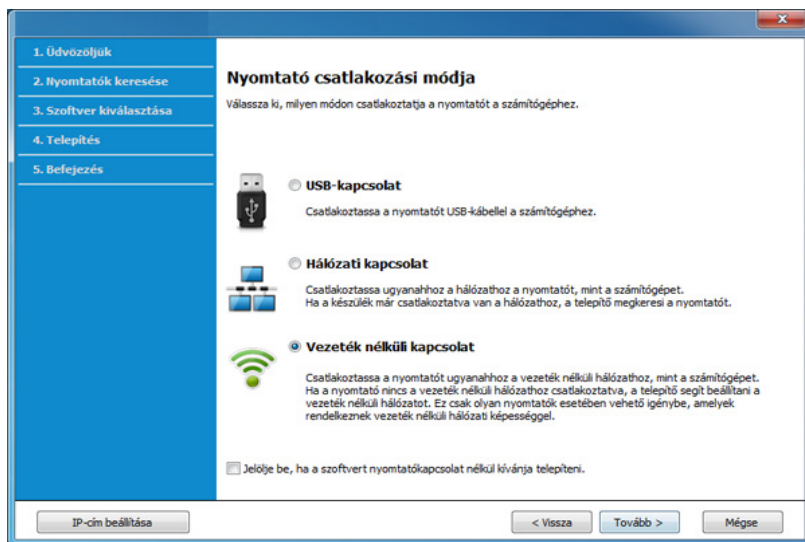 1. Üdvözöljük
2. Nyomtatók keresése
3. Szoftver kiválasztása
4. Telepítés
5. Befejezés
Nyomtató csatlakozási módja
Válassza ki, milyen módon csatlakoztatja a nyomtatót a számítógéphez.
USB-kapcsolat
Csatlakoztassa a nyomtatót USB-kábellel a számítógéphez.
Hálózati kapcsolat
Csatlakoztassa ugyanahhoz a hálózathoz a nyomtatót, mint a számítógépet.
Ha a készülék már csatlakoztatva van a hálózathoz, a telepítő megkeresi a nyomtatót.
Vezeték nélküli kapcsolat
Csatlakoztassa a nyomtatót ugyanahhoz a vezeték nélküli hálózathoz, mint a számítógépet.
Ha a nyomtató nincs a vezeték nélküli hálózathoz csatlakoztatva, a telepítő segít beállítani a
vezeték nélküli hálózatot. Ez csak olyan nyomtatók esetében vehető igénybe, amelyek
rendelkeznek vezeték nélküli hálózati képességgel.
Jelölje be, ha a szoftvert nyomtatókapcsolat nélkül kívánja telepíteni.
IP-cím beállítása
< Vissza
Tovább >
Mégse